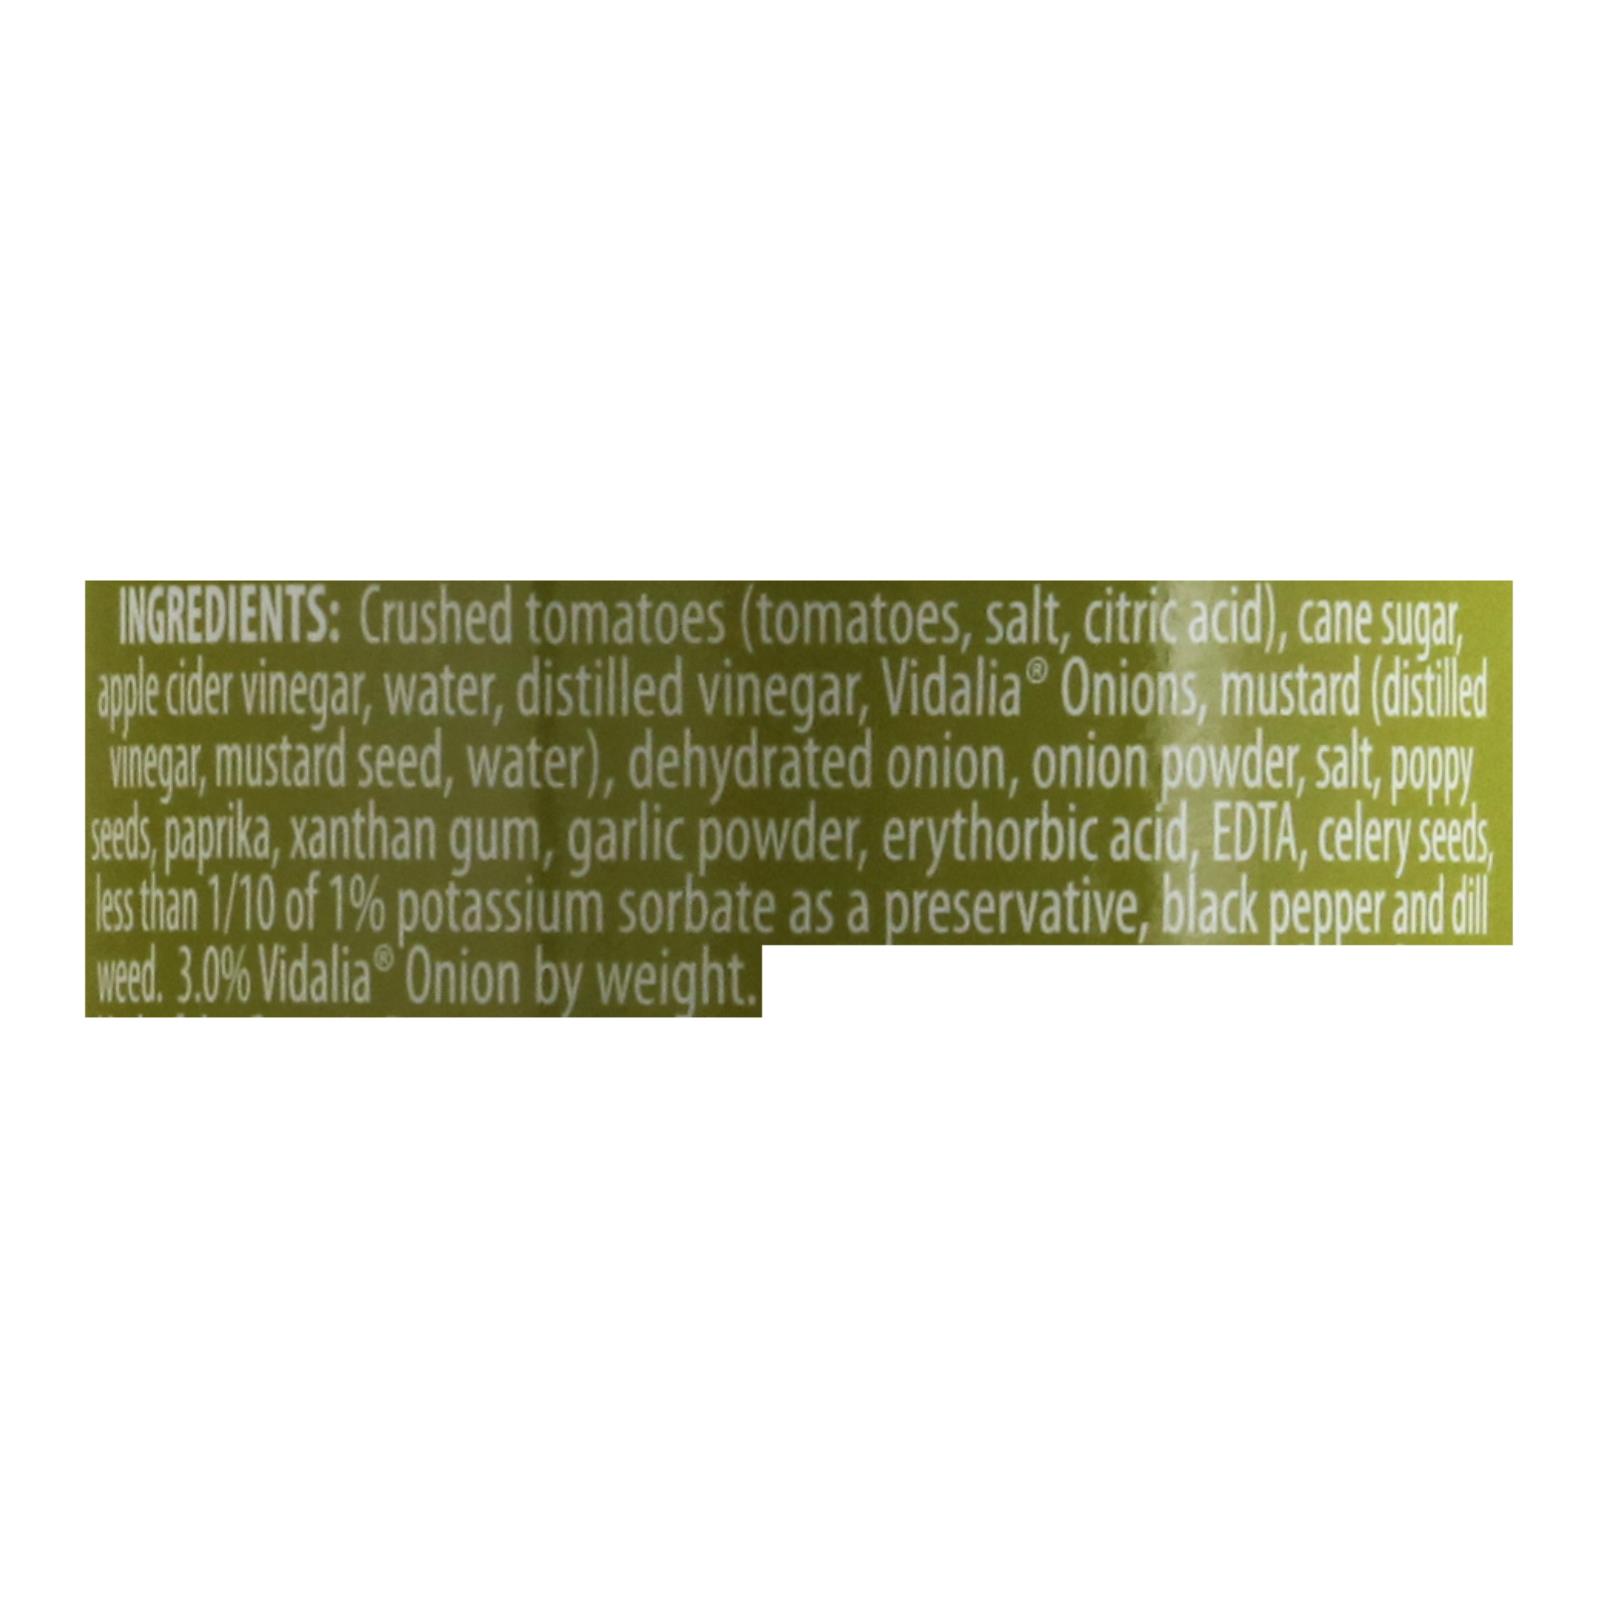 INGREDIENTS: Crushed tomatoes (tomatoes, salt, citric acid), cane sugar,
apple cider vinegar, water, distilled vinegar, Vidalia® Onions, mustard (distilled
vinegar, mustard seed, water), dehydrated onion, onion powder, salt, poppy
seeds, paprika, xanthan gum, garlic powder, erythorbic acid, EDTA, celery seeds,
less than 1/10 of 1% potassium sorbate as a preservative, black pepper and dill
weed. 3.0% Vidalia® Onion by weight.